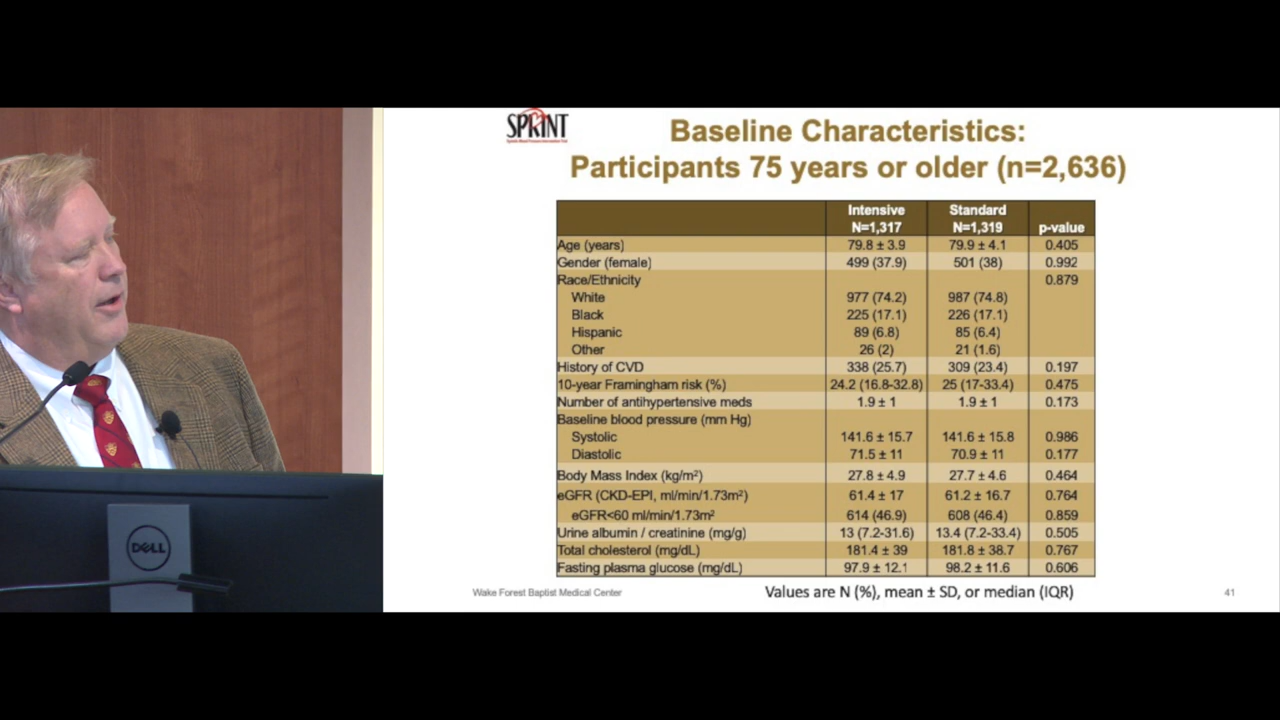 SPRINT
Baseline Characteristics:
Participants 75 years or older (n=2,636)
Intensive N=1,317 Standard N=1,319 p-value
Age (years) 79.8 ± 3.9 79.9 ± 4.1 0.405
Gender (female) 499 (37.9) 501 (38) 0.992
Race/Ethnicity 0.879
White 977 (74.2) 987 (74.8)
Black 225 (17.1) 226 (17.1)
Hispanic 89 (6.8) 85 (6.4)
Other 26 (2) 21 (1.6)
History of CVD 338 (25.7) 309 (23.4) 0.197
10-year Framingham risk (%) 24.2 (16.8-32.8) 25 (17-33.4) 0.475
Number of antihypertensive meds 1.9 ± 1 1.9 ± 1 0.173
Baseline blood pressure (mm Hg)
Systolic 141.6 ± 15.7 141.6 ± 15.8 0.986
Diastolic 71.5 ± 11 70.9 ± 11 0.177
Body Mass Index (kg/m²) 27.8 ± 4.9 27.7 ± 4.6 0.464
eGFR (CKD-EPI, ml/min/1.73m²) 61.4 ± 17 61.2 ± 16.7 0.764
eGFR<60 ml/min/1.73m² 614 (46.9) 608 (46.4) 0.859
Urine albumin / creatinine (mg/g) 13 (7.2-31.6) 13.4 (7.2-33.4) 0.505
Total cholesterol (mg/dL) 181.4 ± 39 181.8 ± 38.7 0.767
Fasting plasma glucose (mg/dL) 97.9 ± 12.1 98.2 ± 11.6 0.606
Wake Forest Baptist Medical Center Values are N (%), mean ± SD, or median (IQR) 41
DELL